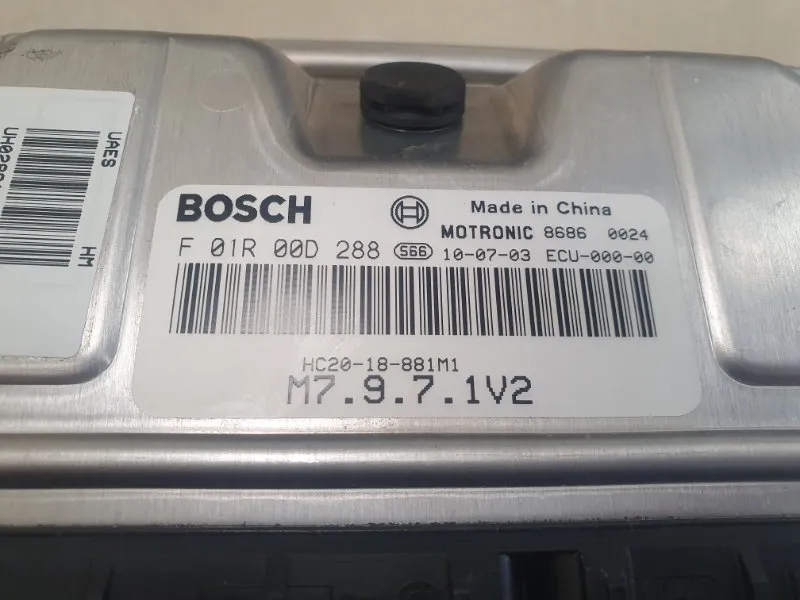 UAES
HM
BOSCH
Made in China
MOTRONIC 8686 0024
F 01R 00D 288 S66 10-07-03 ECU-000-00
HC20-18-881M1
M7.9.7.1V2